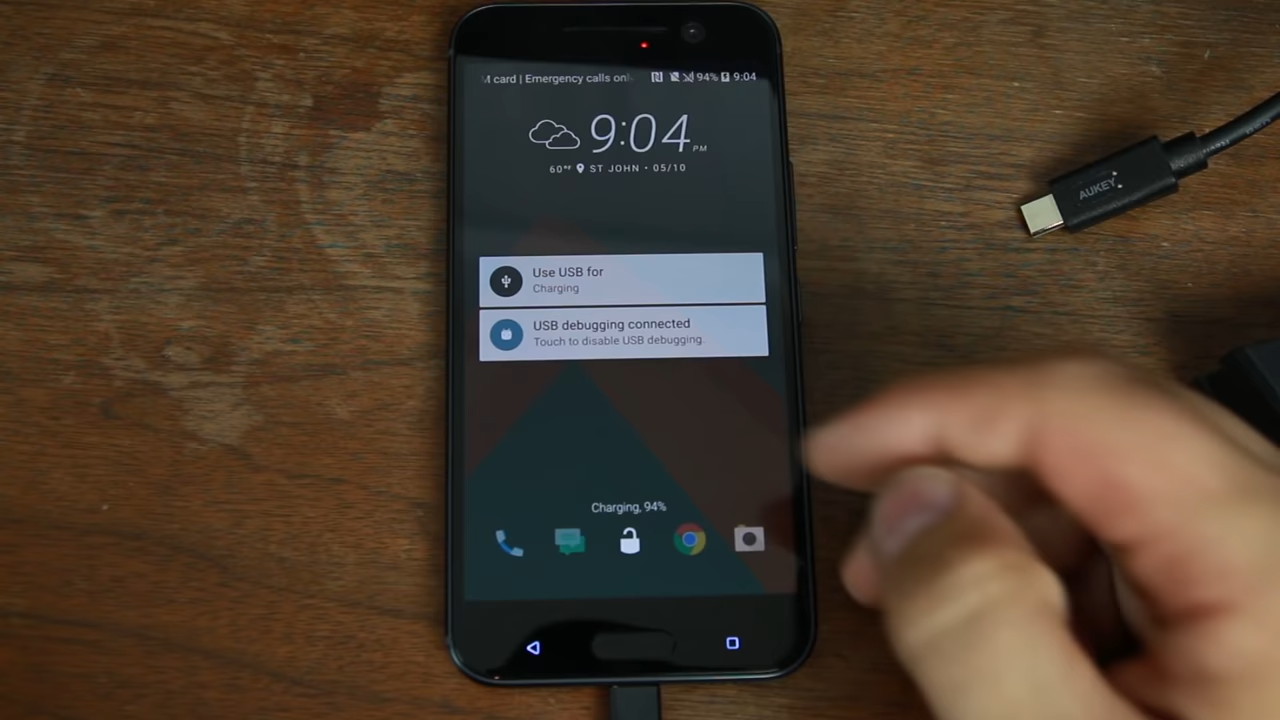 M card | Emergency calls onl
94% 9:04
9:04 PM
60°F ST JOHN • 05/10
Use USB for
Charging
USB debugging connected
Touch to disable USB debugging.
Charging, 94%
AUKEY